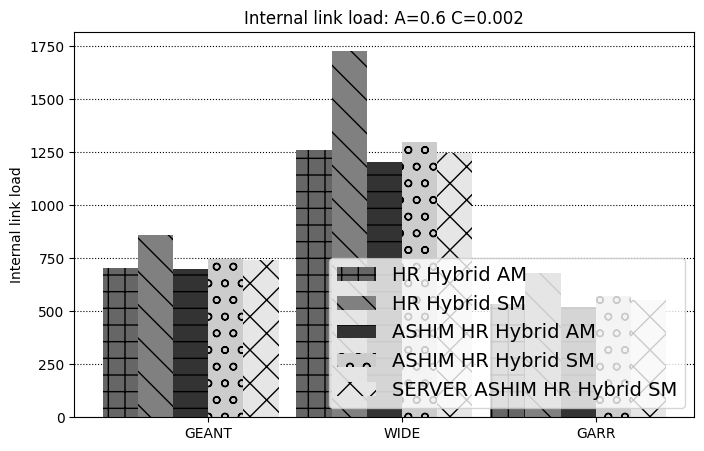 Internal link load: A=0.6 C=0.002
Internal link load
1750
1500
1250
1000
750
500
250
0
HR Hybrid AM
HR Hybrid SM
ASHIM HR Hybrid AM
ASHIM HR Hybrid SM
SERVER ASHIM HR Hybrid SM
GEANT WIDE GARR